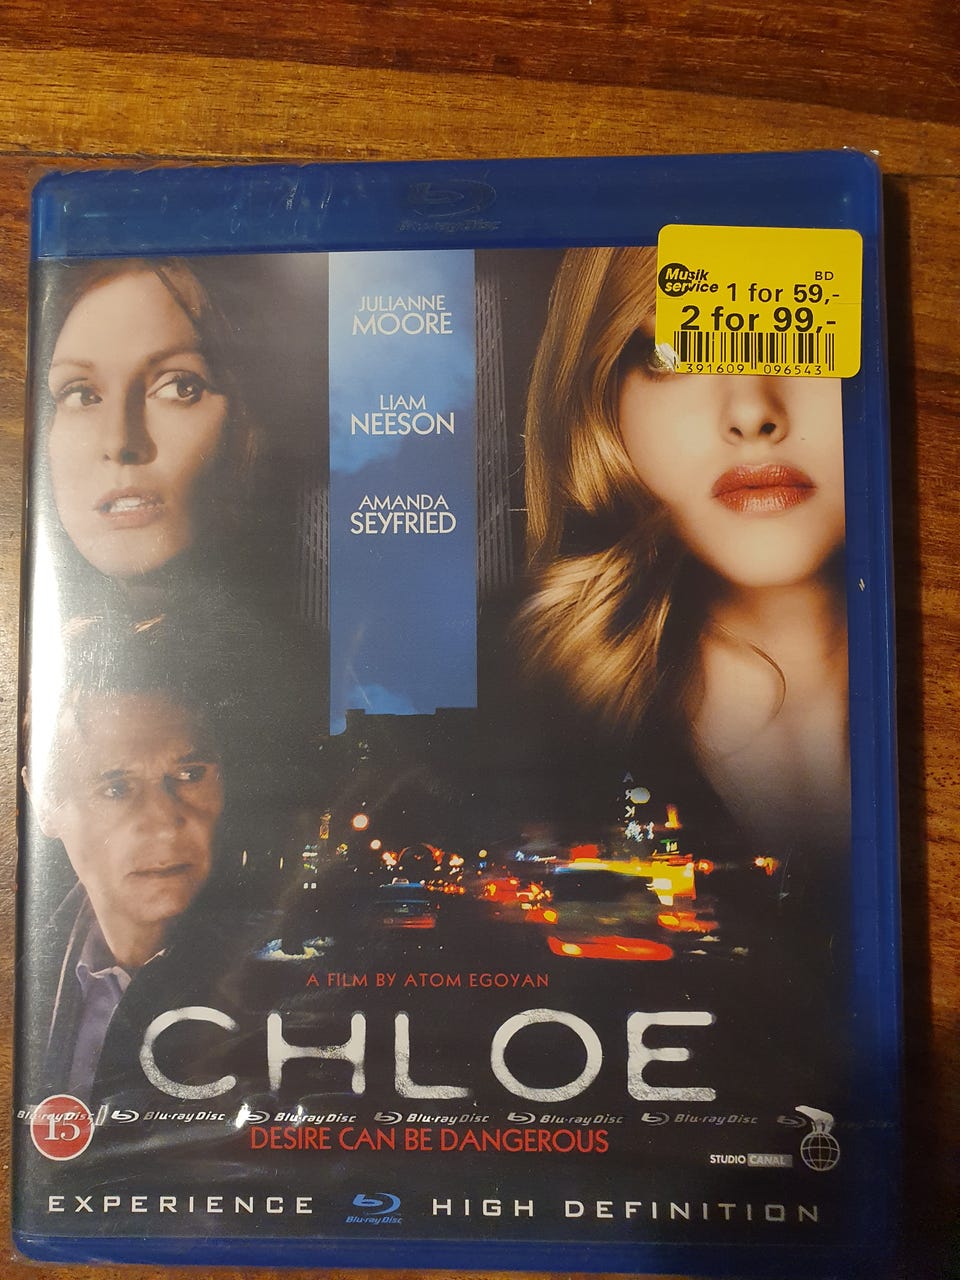 Blu-ray Disc
Musik
service
BD
1 for 59,-
2 for 99,-
391609 096543
JULIANNE
MOORE
LIAM
NEESON
AMANDA
SEYFRIED
A FILM BY ATOM EGOYAN
CHLOE
Blu-ray Disc Blu-ray Disc Blu-ray Disc Blu-ray Disc Blu-ray Disc Blu-ray Disc
15
DESIRE CAN BE DANGEROUS
STUDIO CANAL
EXPERIENCE Blu-ray Disc HIGH DEFINITION